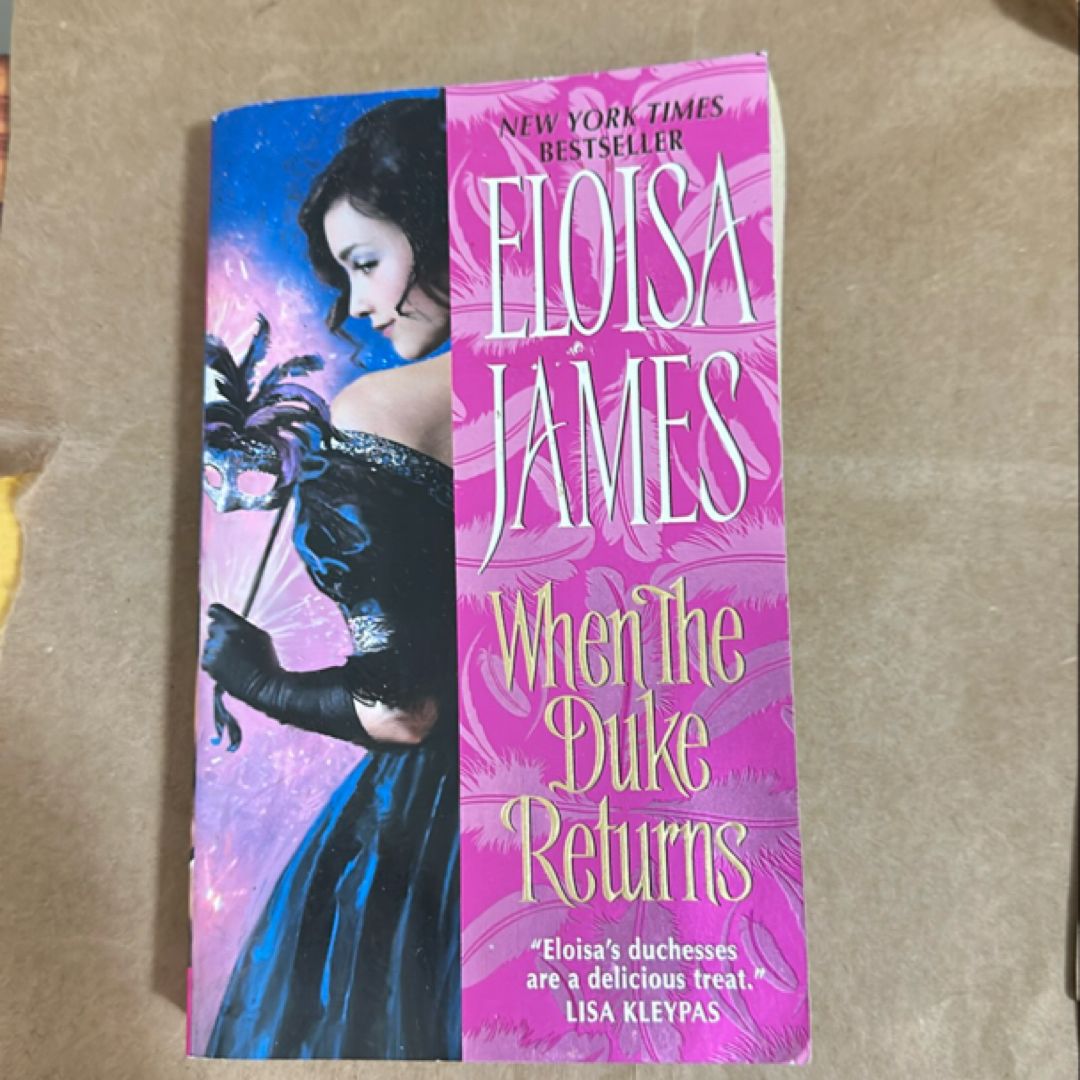 NEW YORK TIMES
BESTSELLER
ELOISA
JAMES
When The
Duke
Returns
"Eloisa's duchesses
are a delicious treat."
LISA KLEYPAS